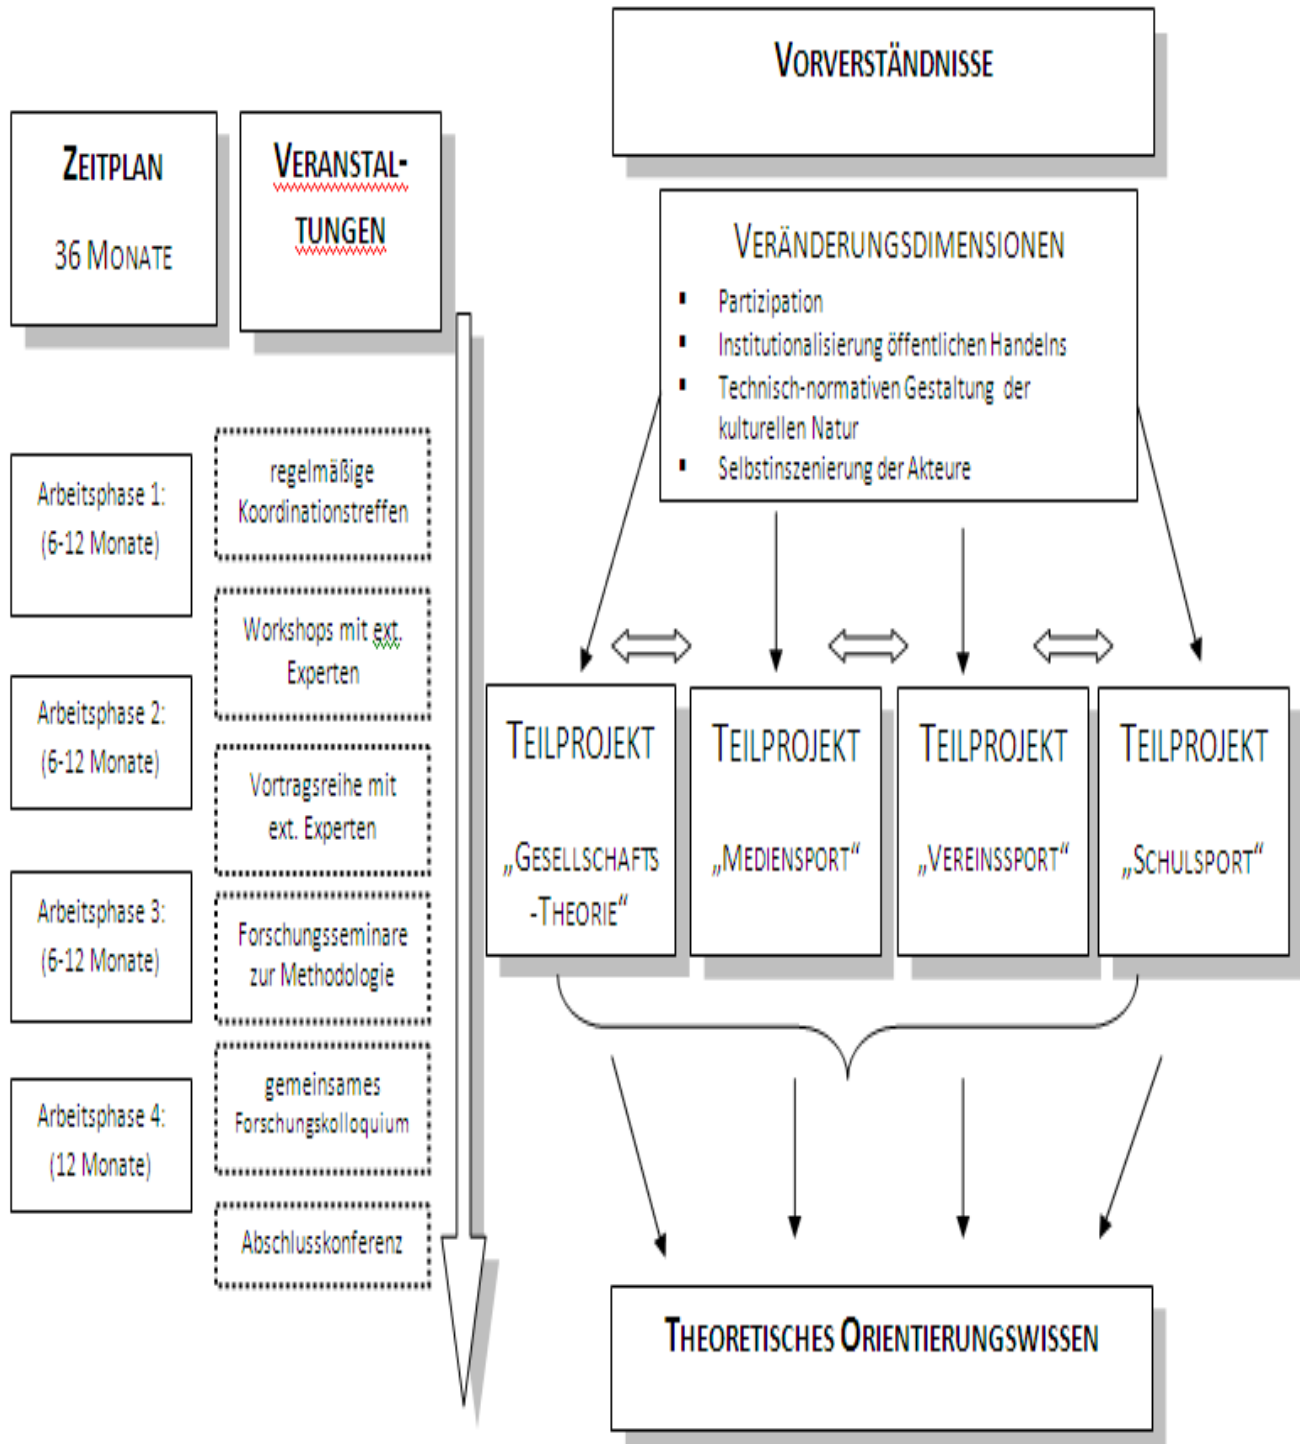 VORVERSTÄNDNISSE
ZEITPLAN
36 MONATE
VERANSTAL-
TUNGEN
VERÄNDERUNGSDIMENSIONEN
▪ Partizipation
▪ Institutionalisierung öffentlichen Handelns
▪ Technisch-normativen Gestaltung der
kulturellen Natur
▪ Selbstinszenierung der Akteure
Arbeitsphase 1:
(6-12 Monate)
Arbeitsphase 2:
(6-12 Monate)
Arbeitsphase 3:
(6-12 Monate)
Arbeitsphase 4:
(12 Monate)
regelmäßige
Koordinationstreffen
Workshops mit ext.
Experten
Vortragsreihe mit
ext. Experten
Forschungsseminare
zur Methodologie
gemeinsames
Forschungskolloquium
Abschlusskonferenz
TEILPROJEKT
„GESELLSCHAFTS
-THEORIE“
TEILPROJEKT
„MEDIENSPORT“
TEILPROJEKT
„VEREINSSPORT“
TEILPROJEKT
„SCHULSPORT“
THEORETISCHES ORIENTIERUNGSWISSEN